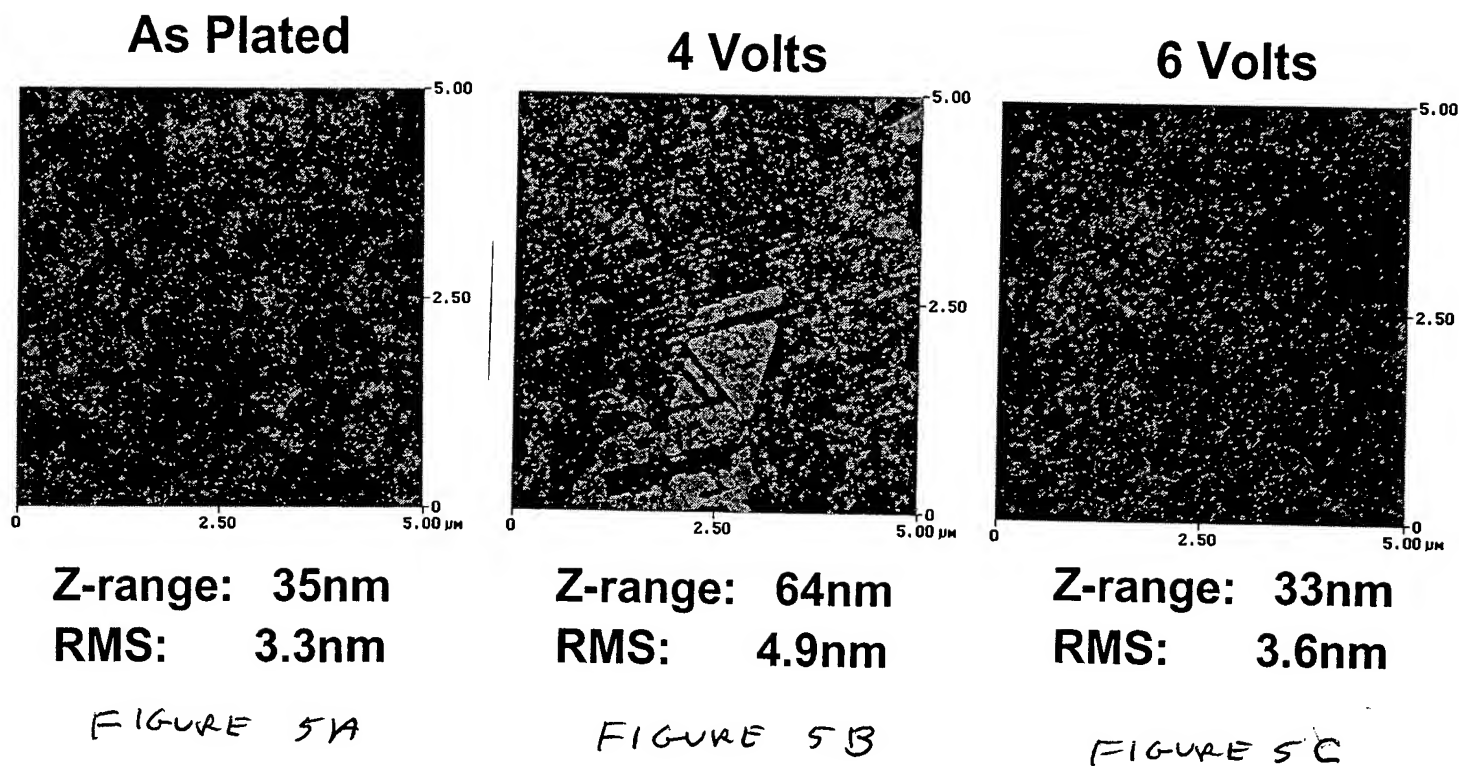 As Plated
5.00
2.50
0
0 2.50 5.00 µM
Z-range: 35nm
RMS: 3.3nm
FIGURE 5A
4 Volts
5.00
2.50
0
0 2.50 5.00 µM
Z-range: 64nm
RMS: 4.9nm
FIGURE 5B
6 Volts
5.00
2.50
0
0 2.50 5.00 µM
Z-range: 33nm
RMS: 3.6nm
FIGURE 5C